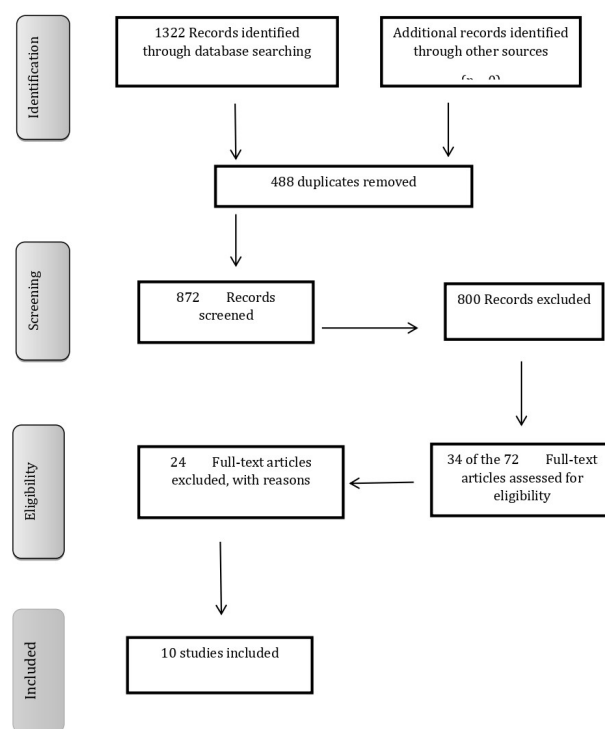 Identification
1322 Records identified
through database searching
Additional records identified
through other sources
488 duplicates removed
Screening
872 Records
screened
800 Records excluded
Eligibility
24 Full-text articles
excluded, with reasons
34 of the 72 Full-text
articles assessed for
eligibility
Included
10 studies included